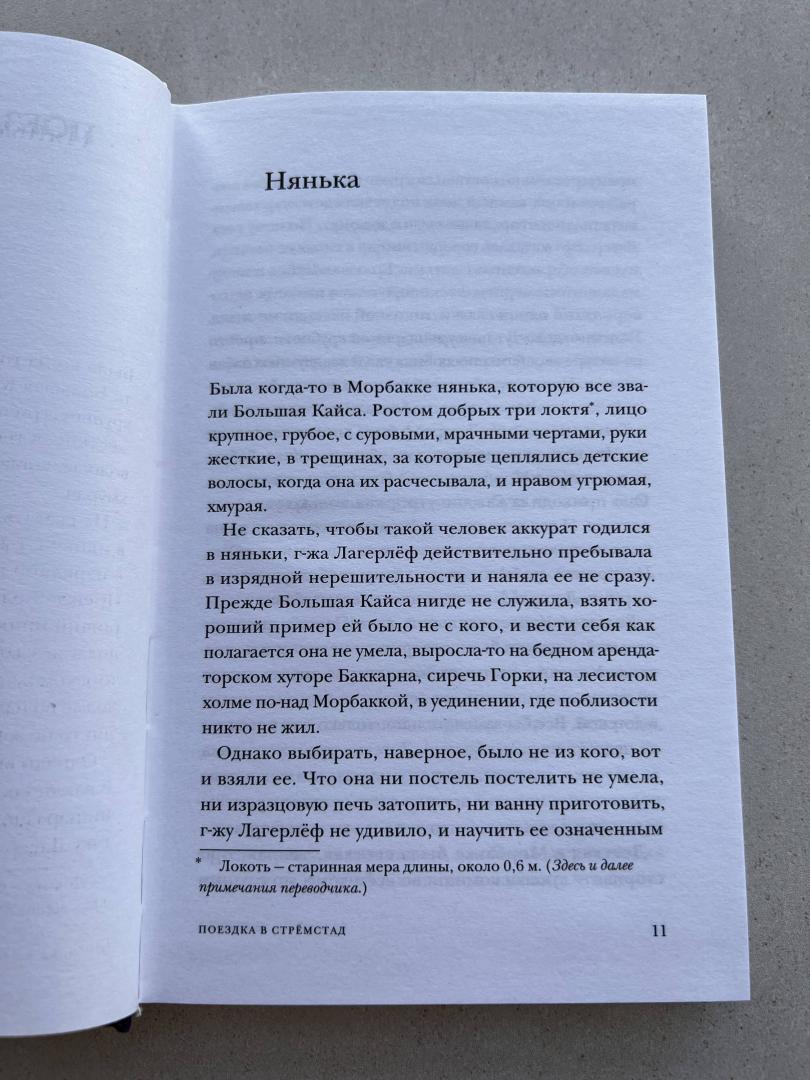 Нянька
Была когда-то в Морбакке нянька, которую все зва-
ли Большая Кайса. Ростом добрых три локтя*, лицо
крупное, грубое, с суровыми, мрачными чертами, руки
жесткие, в трещинах, за которые цеплялись детские
волосы, когда она их расчесывала, и нравом угрюмая,
хмурая.
Не сказать, чтобы такой человек аккурат годился
в няньки, г-жа Лагерлёф действительно пребывала
в изрядной нерешительности и наняла ее не сразу.
Прежде Большая Кайса нигде не служила, взять хо-
роший пример ей было не с кого, и вести себя как
полагается она не умела, выросла-то на бедном аренда-
торском хуторе Баккарна, сиречь Горки, на лесистом
холме по-над Морбаккой, в уединении, где поблизости
никто не жил.
Однако выбирать, наверное, было не из кого, вот
и взяли ее. Что она ни постель постелить не умела,
ни изразцовую печь затопить, ни ванну приготовить,
г-жу Лагерлёф не удивило, и научить ее означенным
* Локоть – старинная мера длины, около 0,6 м. (Здесь и далее
примечания переводчика.)
ПОЕЗДКА В СТРЁМСТАД 11